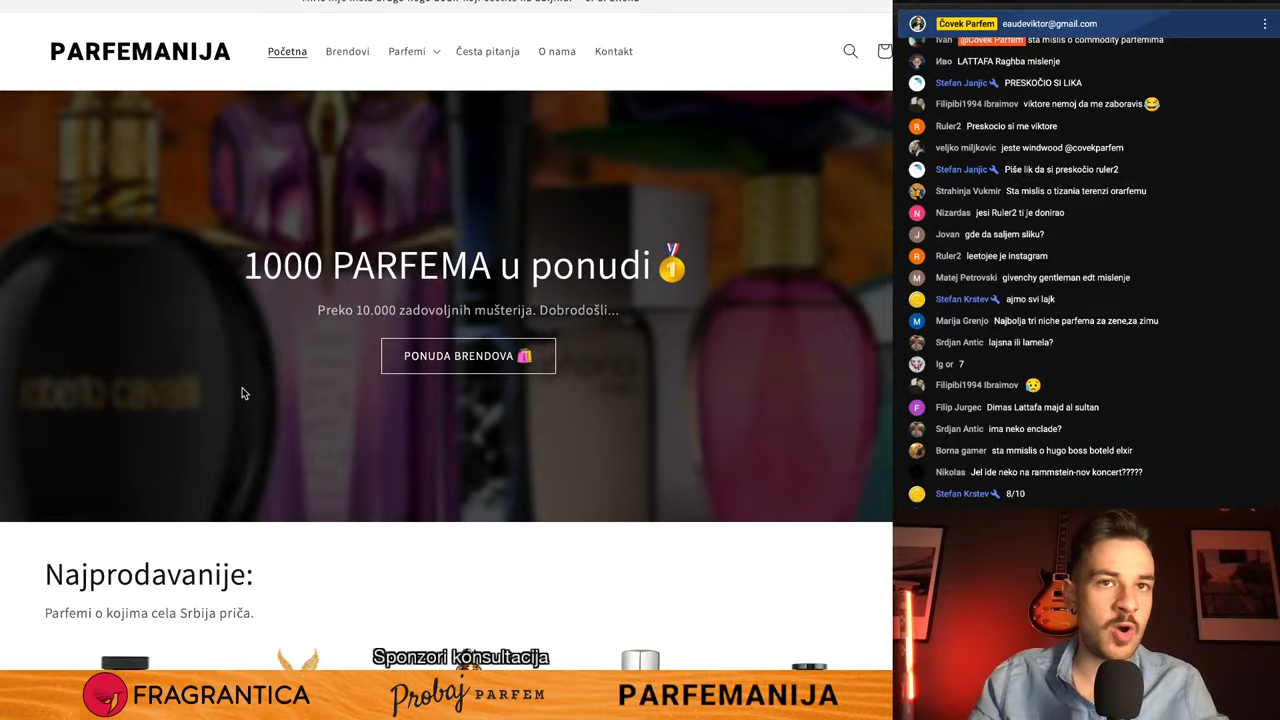 PARFEMANIJA
Početna Brendovi Parfemi Česta pitanja O nama Kontakt
1000 PARFEMA u ponudi🥇
Preko 10.000 zadovoljnih mušterija. Dobrodošli...
PONUDA BRENDOVA 🛍️
roberto cavalli
Najprodavanije:
Parfemi o kojima cela Srbija priča.
Sponzori konsultacija
FRAGRANTICA
Probaj PARFEM
PARFEMANIJA
Čovek Parfem eaudeviktor@gmail.com
Ivan @Čovek Parfem sta mislis o commodity parfemima
Иво LATTAFA Raghba mislenje
Stefan Janjic PRESKOČIO SI LIKA
Filipibi1994 Ibraimov viktore nemoj da me zaboravis😂
Ruler2 Preskocio si me viktore
veljko miljkovic jeste windwood @covekparfem
Stefan Janjic Piše lik da si preskočio ruler2
Strahinja Vukmir Sta mislis o tizania terenzi orarfemu
Nizardas jesi Ruler2 ti je donirao
Jovan gde da saljem sliku?
Ruler2 leetojee je instagram
Matej Petrovski givenchy gentleman edt mislenje
Stefan Krstev ajmo svi lajk
Marija Grenjo Najbolja tri niche parfema za zene,za zimu
Srdjan Antic lajsna ili lamela?
Ig or 7
Filipibi1994 Ibraimov 😥
Filip Jurgec Dimas Lattafa majd al sultan
Srdjan Antic ima neko enclade?
Borna gamer sta mmislis o hugo boss boteld elxir
Nikolas Jel ide neko na rammstein-nov koncert?????
Stefan Krstev 8/10